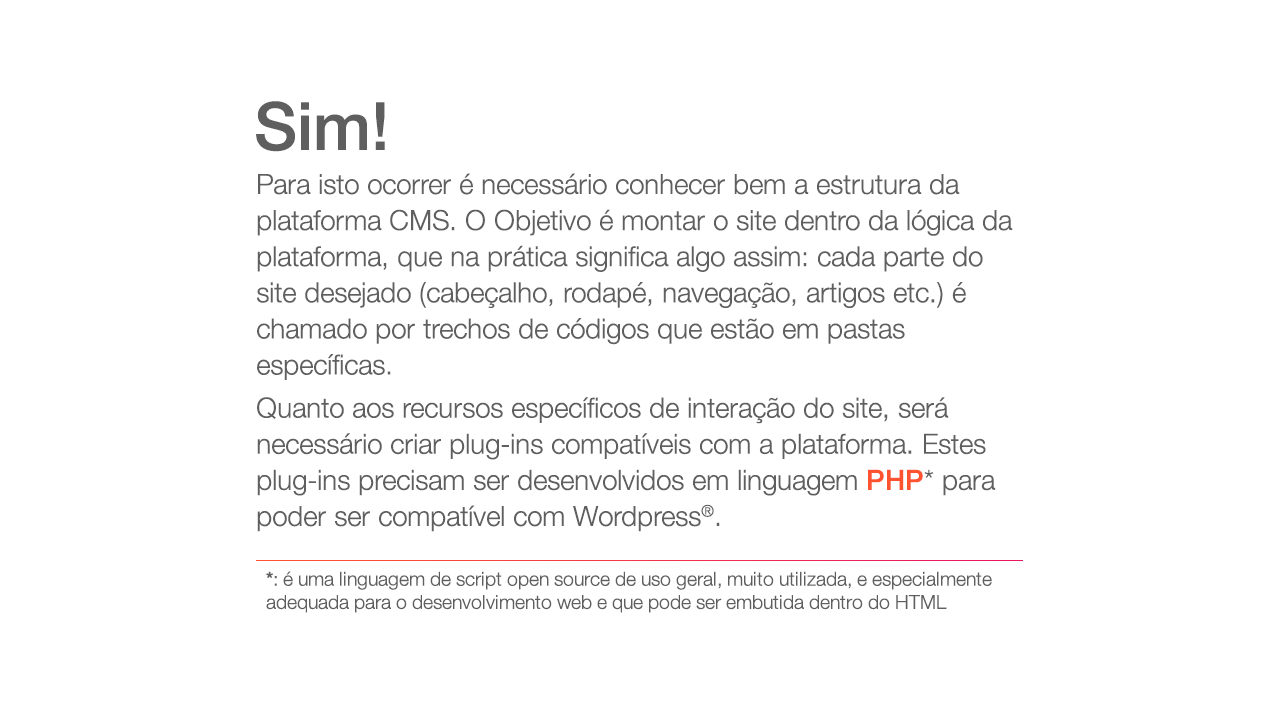 Sim!
Para isto ocorrer é necessário conhecer bem a estrutura da
plataforma CMS. O Objetivo é montar o site dentro da lógica da
plataforma, que na prática significa algo assim: cada parte do
site desejado (cabeçalho, rodapé, navegação, artigos etc.) é
chamado por trechos de códigos que estão em pastas
específicas.
Quanto aos recursos específicos de interação do site, será
necessário criar plug-ins compatíveis com a plataforma. Estes
plug-ins precisam ser desenvolvidos em linguagem PHP* para
poder ser compatível com Wordpress®.
*: é uma linguagem de script open source de uso geral, muito utilizada, e especialmente
adequada para o desenvolvimento web e que pode ser embutida dentro do HTML